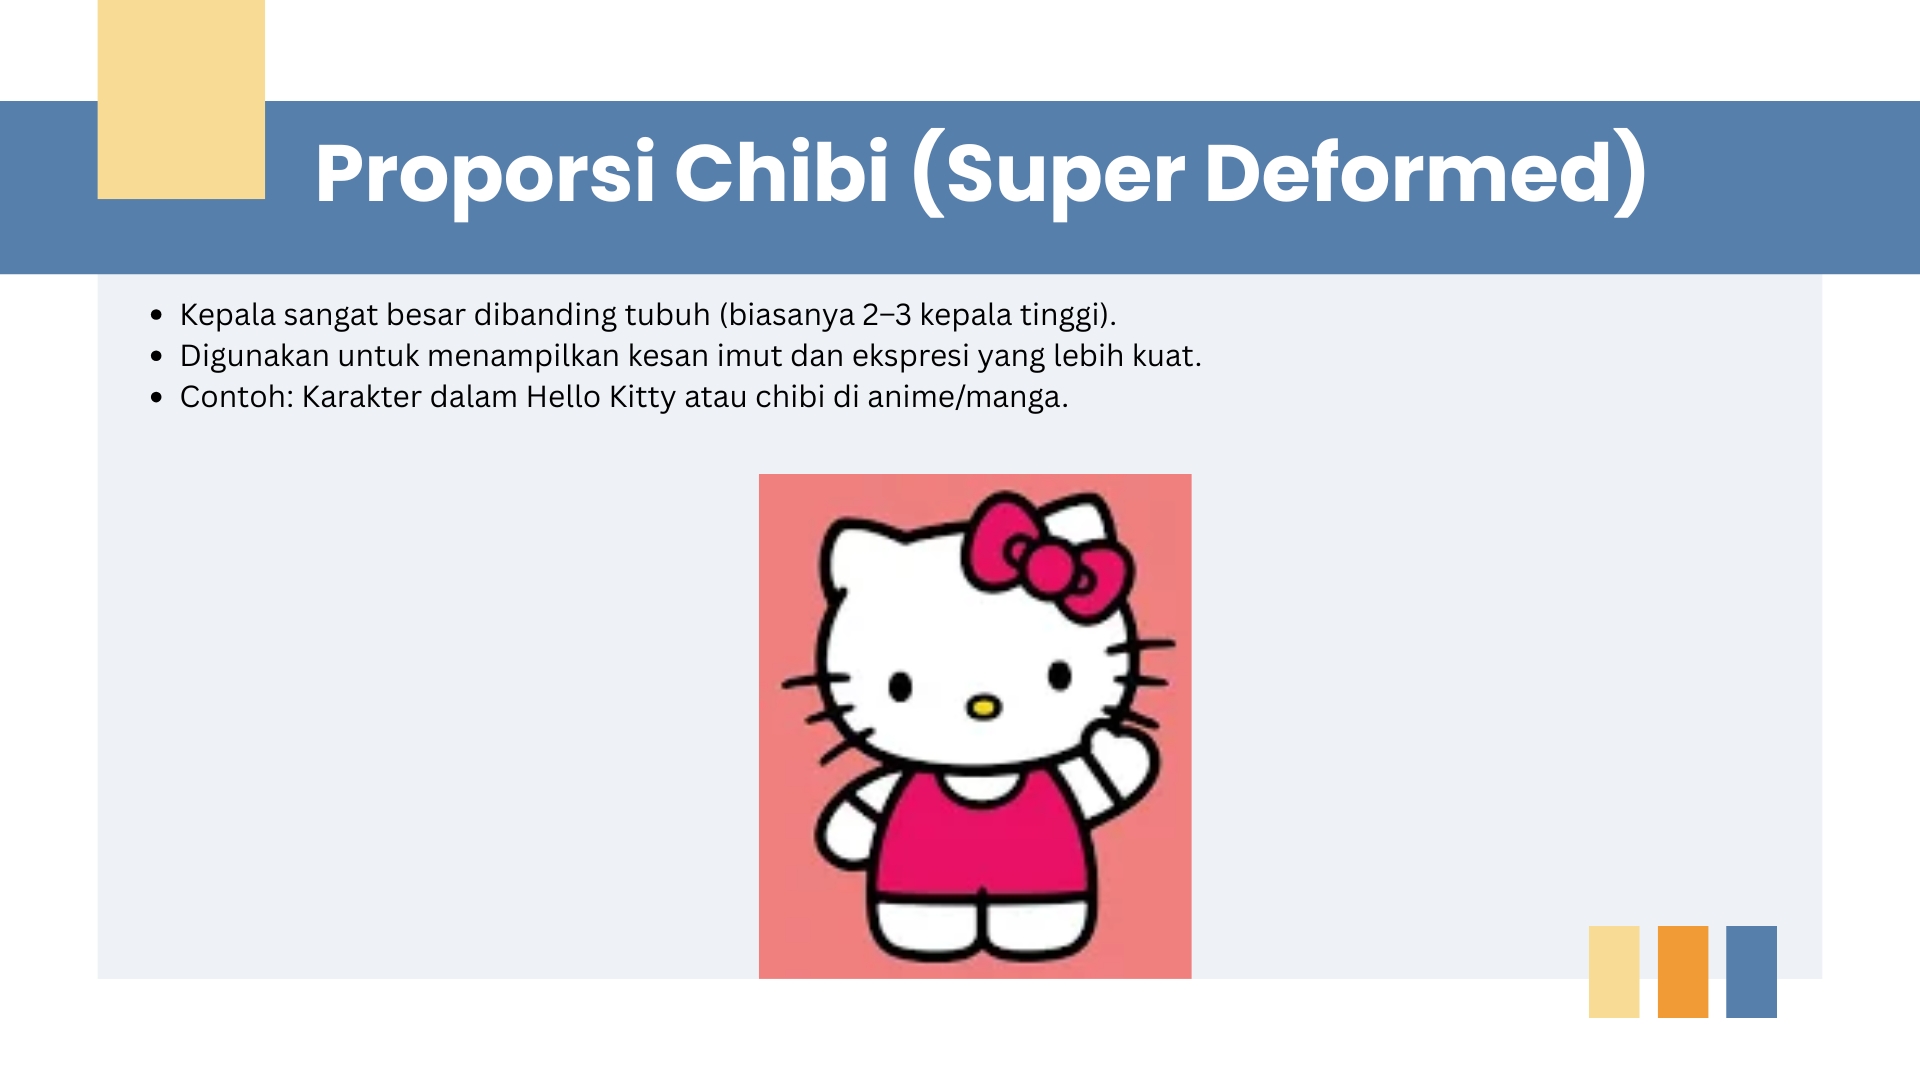 Proporsi Chibi (Super Deformed)
• Kepala sangat besar dibanding tubuh (biasanya 2–3 kepala tinggi).
• Digunakan untuk menampilkan kesan imut dan ekspresi yang lebih kuat.
• Contoh: Karakter dalam Hello Kitty atau chibi di anime/manga.